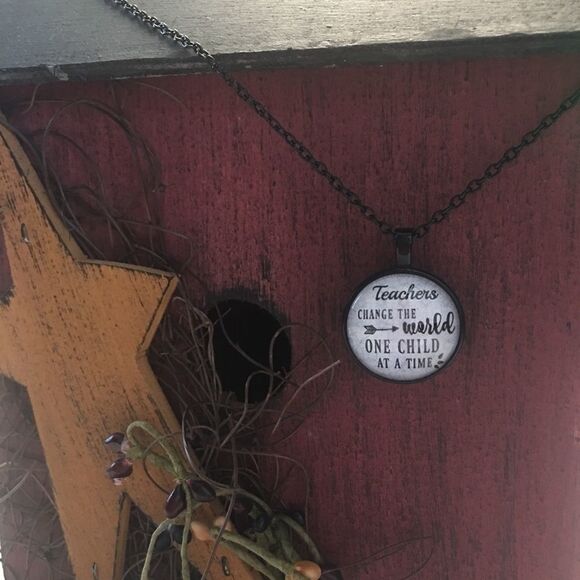 Teachers
CHANGE THE
world
ONE CHILD
AT A TIME